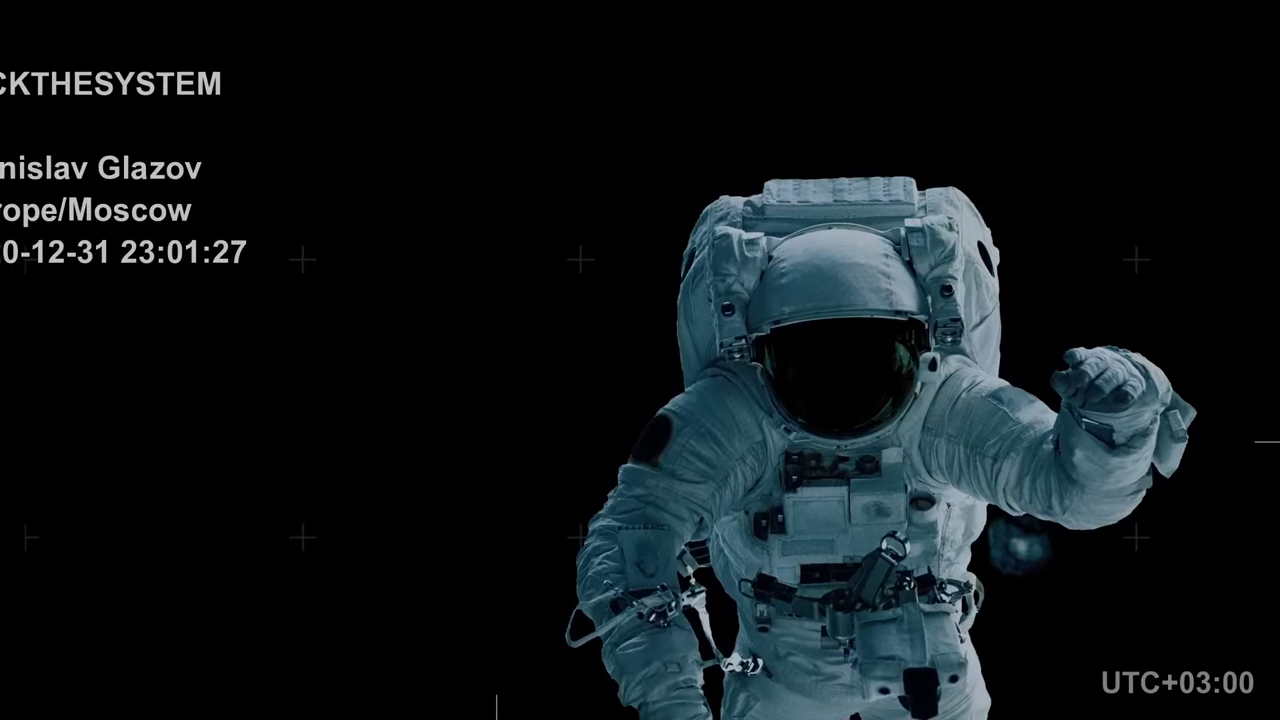 CKTHESYSTEM
nislav Glazov
rope/Moscow
0-12-31 23:01:27
UTC+03:00